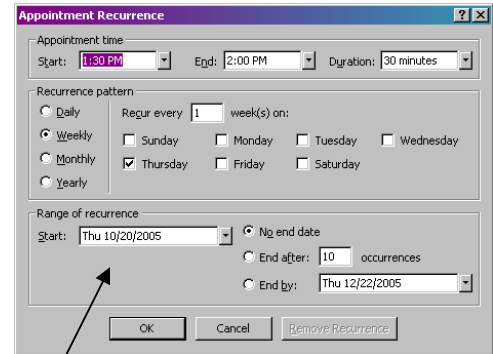 Appointment Recurrence
Appointment time
Start: 1:30 PM End: 2:00 PM Duration: 30 minutes
Recurrence pattern
Daily
Recur every 1 week(s) on:
Weekly
Sunday Monday Tuesday Wednesday
Monthly
Thursday Friday Saturday
Yearly
Range of recurrence
Start: Thu 10/20/2005 No end date
End after: 10 occurrences
End by: Thu 12/22/2005
OK Cancel Remove Recurrence